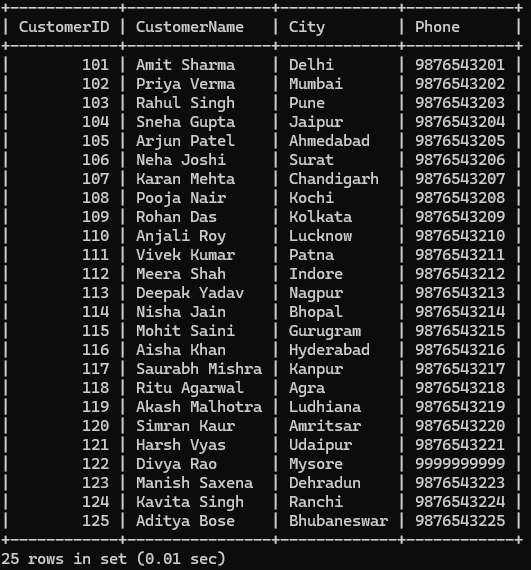 +------------+----------------+-------------+------------+
| CustomerID | CustomerName   | City        | Phone      |
+------------+----------------+-------------+------------+
|        101 | Amit Sharma    | Delhi       | 9876543201 |
|        102 | Priya Verma    | Mumbai      | 9876543202 |
|        103 | Rahul Singh    | Pune        | 9876543203 |
|        104 | Sneha Gupta    | Jaipur      | 9876543204 |
|        105 | Arjun Patel    | Ahmedabad   | 9876543205 |
|        106 | Neha Joshi     | Surat       | 9876543206 |
|        107 | Karan Mehta    | Chandigarh  | 9876543207 |
|        108 | Pooja Nair     | Kochi       | 9876543208 |
|        109 | Rohan Das      | Kolkata     | 9876543209 |
|        110 | Anjali Roy     | Lucknow     | 9876543210 |
|        111 | Vivek Kumar    | Patna       | 9876543211 |
|        112 | Meera Shah     | Indore      | 9876543212 |
|        113 | Deepak Yadav   | Nagpur      | 9876543213 |
|        114 | Nisha Jain     | Bhopal      | 9876543214 |
|        115 | Mohit Saini    | Gurugram    | 9876543215 |
|        116 | Aisha Khan     | Hyderabad   | 9876543216 |
|        117 | Saurabh Mishra | Kanpur      | 9876543217 |
|        118 | Ritu Agarwal   | Agra        | 9876543218 |
|        119 | Akash Malhotra | Ludhiana    | 9876543219 |
|        120 | Simran Kaur    | Amritsar    | 9876543220 |
|        121 | Harsh Vyas     | Udaipur     | 9876543221 |
|        122 | Divya Rao      | Mysore      | 9999999999 |
|        123 | Manish Saxena  | Dehradun    | 9876543223 |
|        124 | Kavita Singh   | Ranchi      | 9876543224 |
|        125 | Aditya Bose    | Bhubaneswar | 9876543225 |
+------------+----------------+-------------+------------+
25 rows in set (0.01 sec)